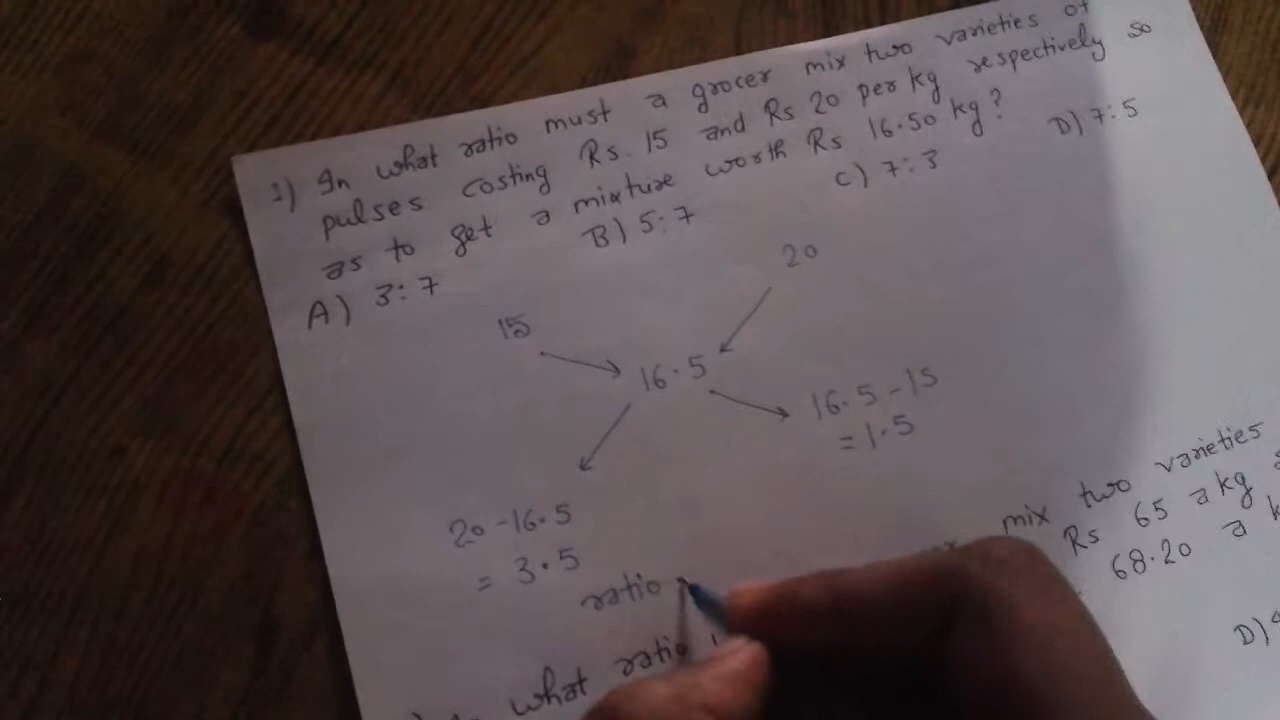 1) In what ratio must a grocer mix two varieties of
pulses costing Rs. 15 and Rs 20 per kg respectively so
as to get a mixture worth Rs 16.50 kg?
A) 3:7 B) 5:7 C) 7:3 D) 7:5
15 20
16.5
20-16.5
= 3.5
16.5-15
= 1.5
ratio
what ratio
mix two varieties
Rs 65 a kg
68.20 a
D)